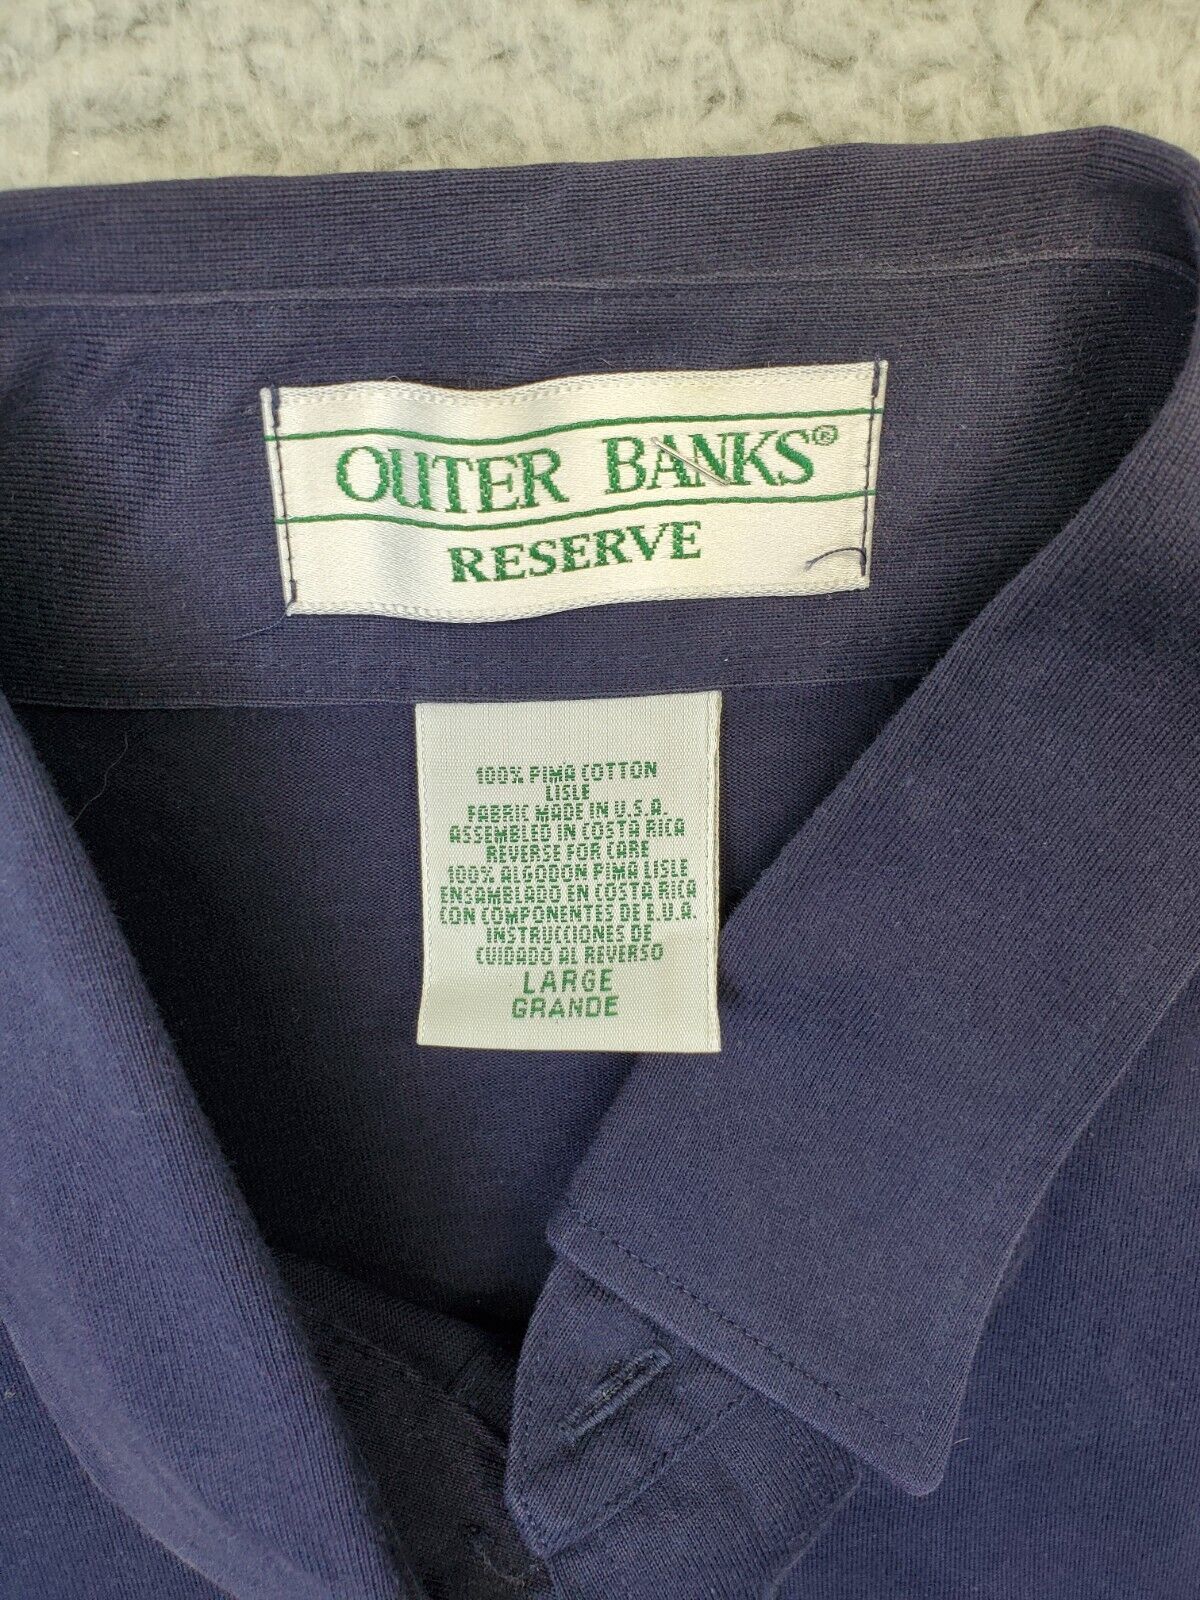 OUTER BANKS®
RESERVE
100% PIMA COTTON
LISLE
FABRIC MADE IN U.S.A.
ASSEMBLED IN COSTA RICA
REVERSE FOR CARE
100% ALGODON PIMA LISLE
ENSAMBLADO EN COSTA RICA
CON COMPONENTES DE E.U.A.
INSTRUCCIONES DE
CUIDADO AL REVERSO
LARGE
GRANDE